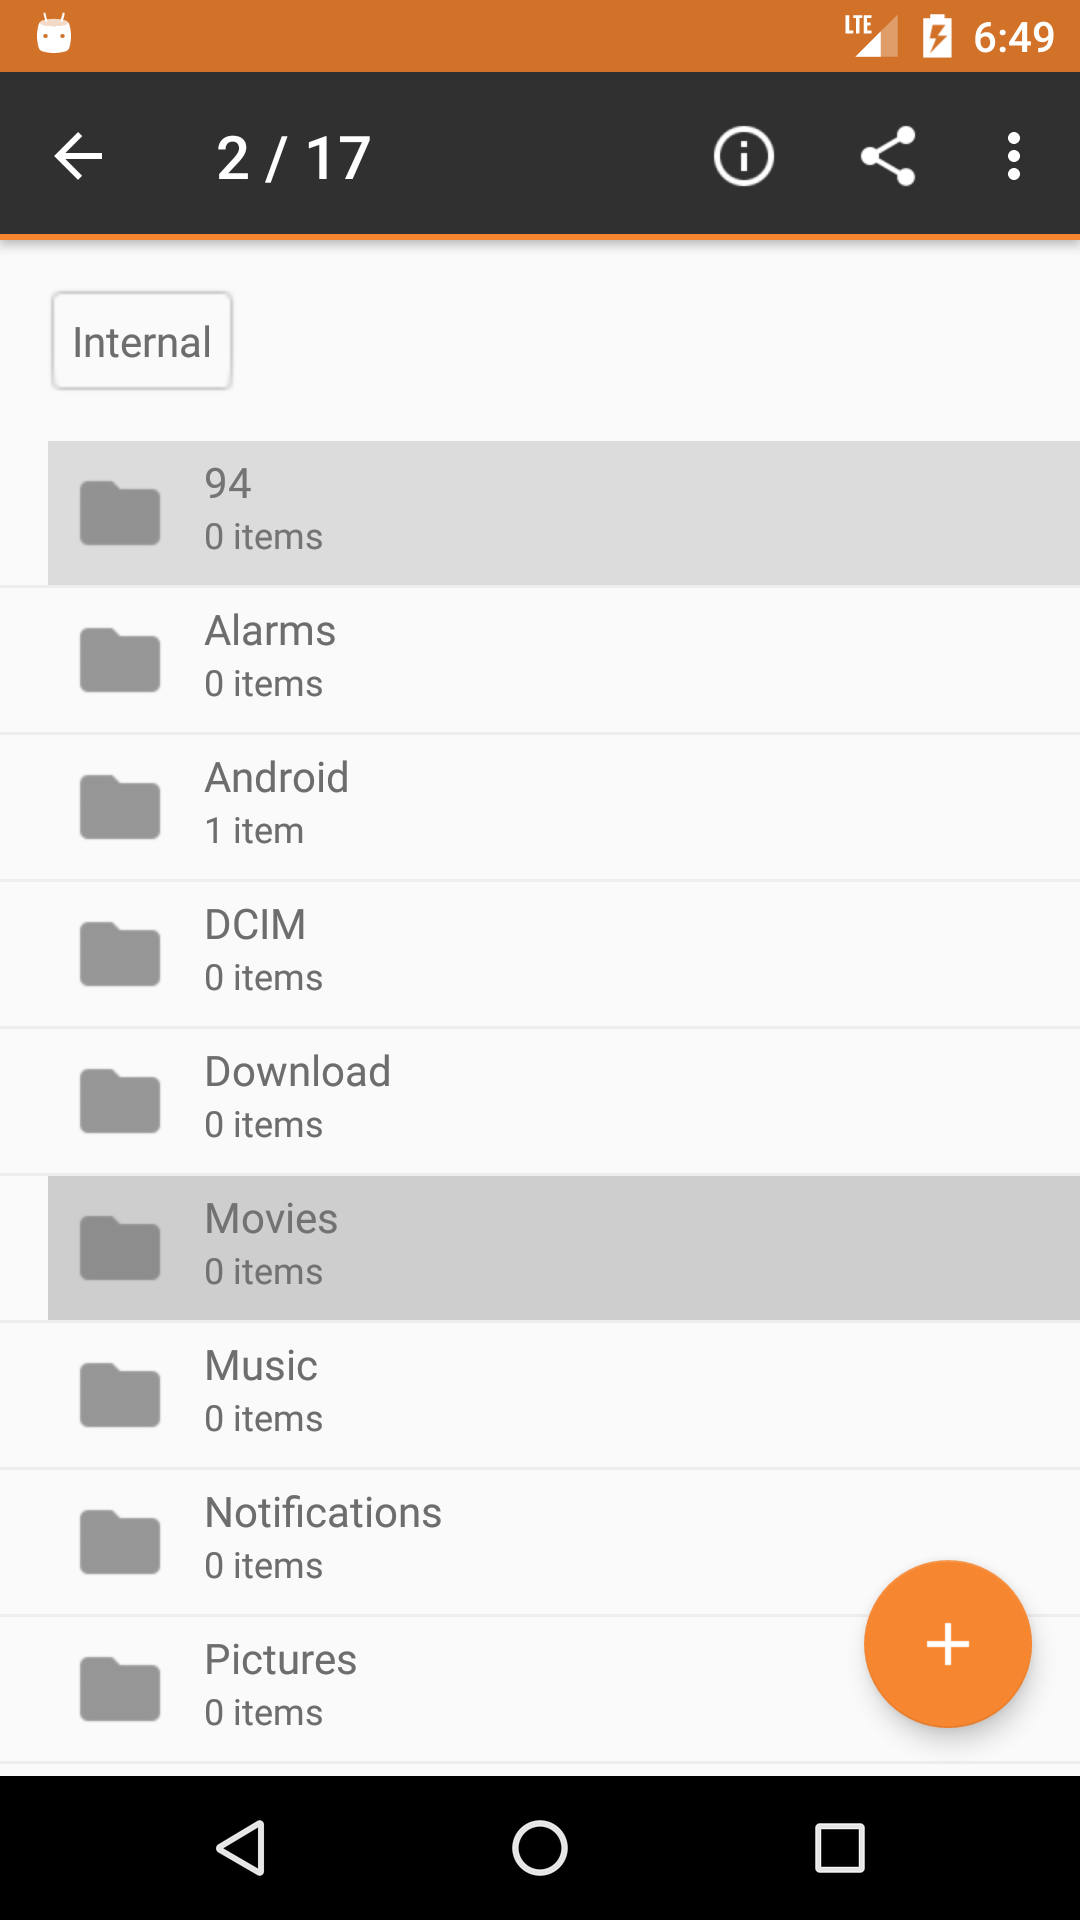 LTE 6:49
2 / 17
Internal
94
0 items
Alarms
0 items
Android
1 item
DCIM
0 items
Download
0 items
Movies
0 items
Music
0 items
Notifications
0 items
Pictures
0 items